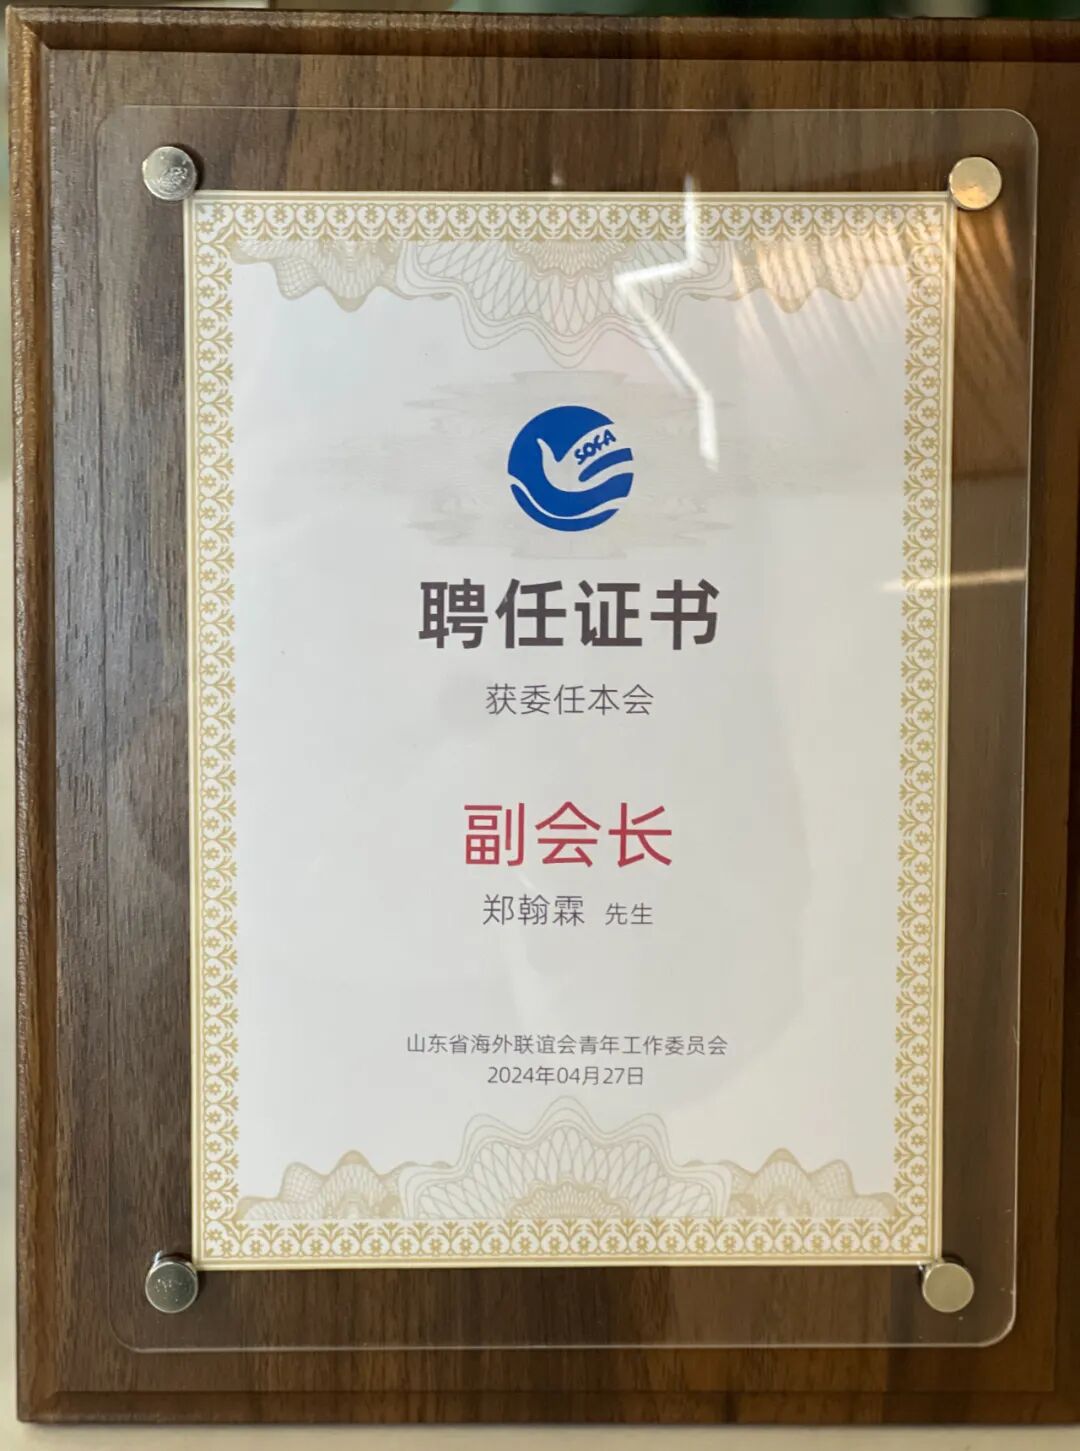 SOFA
聘任证书
获委任本会
副会长
郑翰霖 先生
山东省海外联谊会青年工作委员会
2024年04月27日